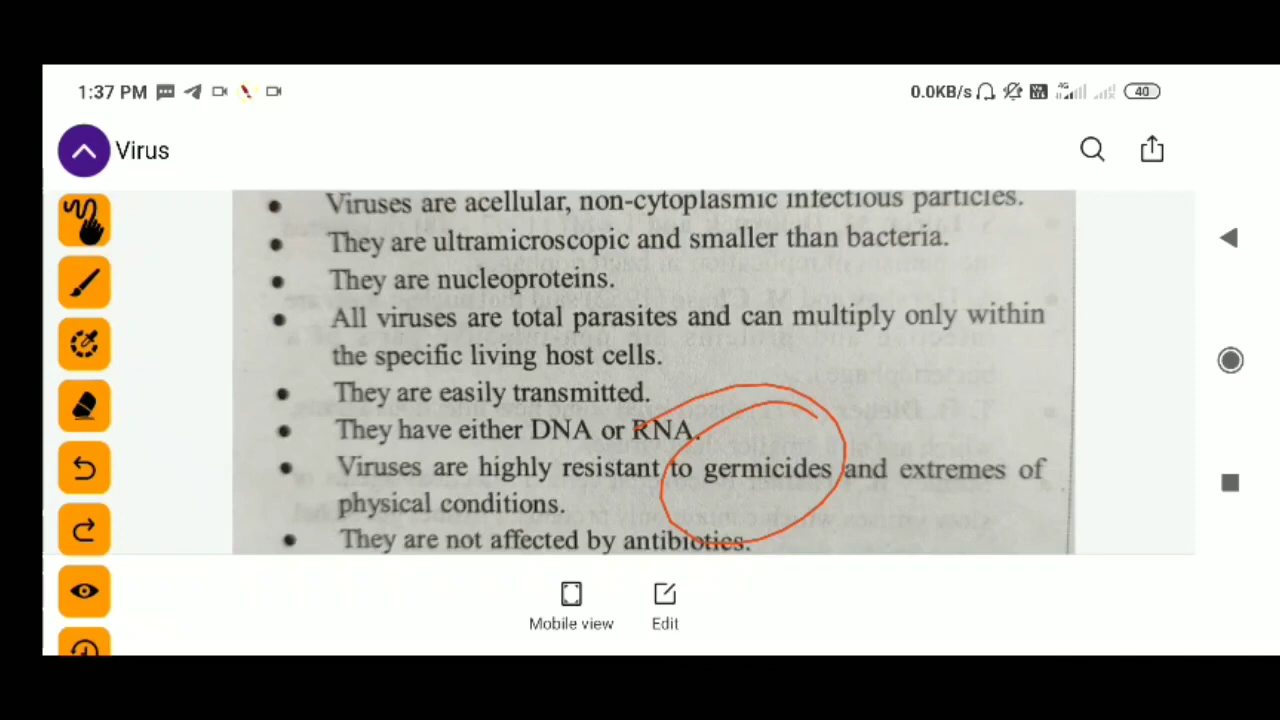 1:37 PM
0.0KB/s
4G
40
Virus
Viruses are acellular, non-cytoplasmic infectious particles.
They are ultramicroscopic and smaller than bacteria.
They are nucleoproteins.
All viruses are total parasites and can multiply only within
the specific living host cells.
They are easily transmitted.
They have either DNA or RNA.
Viruses are highly resistant to germicides and extremes of
physical conditions.
They are not affected by antibiotics.
Mobile view
Edit